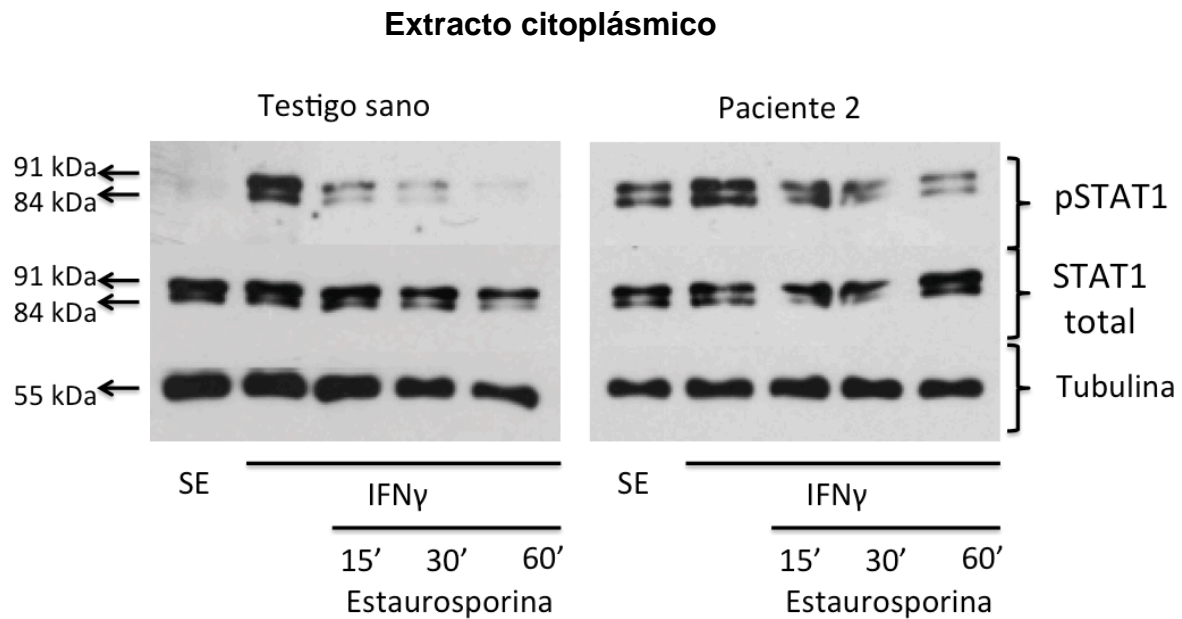 Extracto citoplásmico
Testigo sano
Paciente 2
91 kDa
84 kDa
pSTAT1
91 kDa
84 kDa
STAT1
total
55 kDa
Tubulina
SE
IFNγ
SE
IFNγ
15’ 30’ 60’
Estaurosporina
15’ 30’ 60’
Estaurosporina